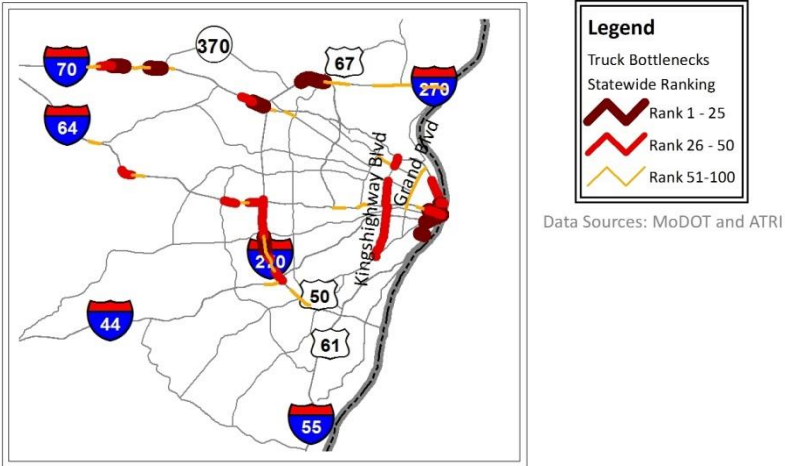 370
67
70
270
64
Kingshighway Blvd
Grand Blvd
270
50
44
61
55
Legend
Truck Bottlenecks
Statewide Ranking
Rank 1 - 25
Rank 26 - 50
Rank 51-100
Data Sources: MoDOT and ATRI